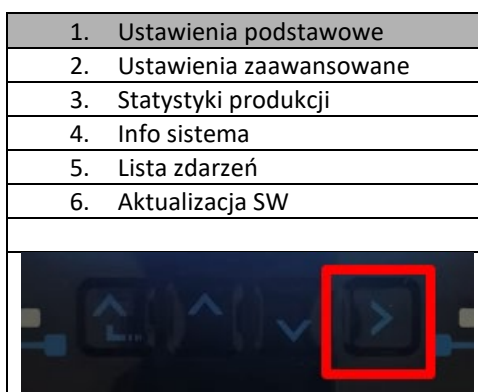 1. Ustawienia podstawowe
2. Ustawienia zaawansowane
3. Statystyki produkcji
4. Info sistema
5. Lista zdarzeń
6. Aktualizacja SW